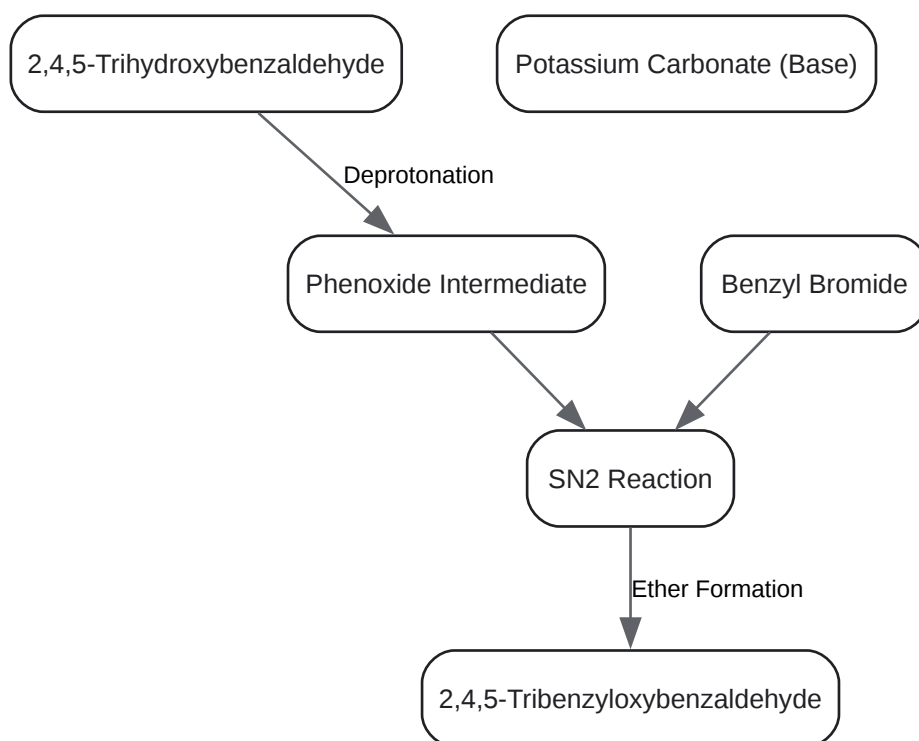 2,4,5-Trihydroxybenzaldehyde
Potassium Carbonate (Base)
Deprotonation
Phenoxide Intermediate
Benzyl Bromide
SN2 Reaction
Ether Formation
2,4,5-Tribenzyloxybenzaldehyde